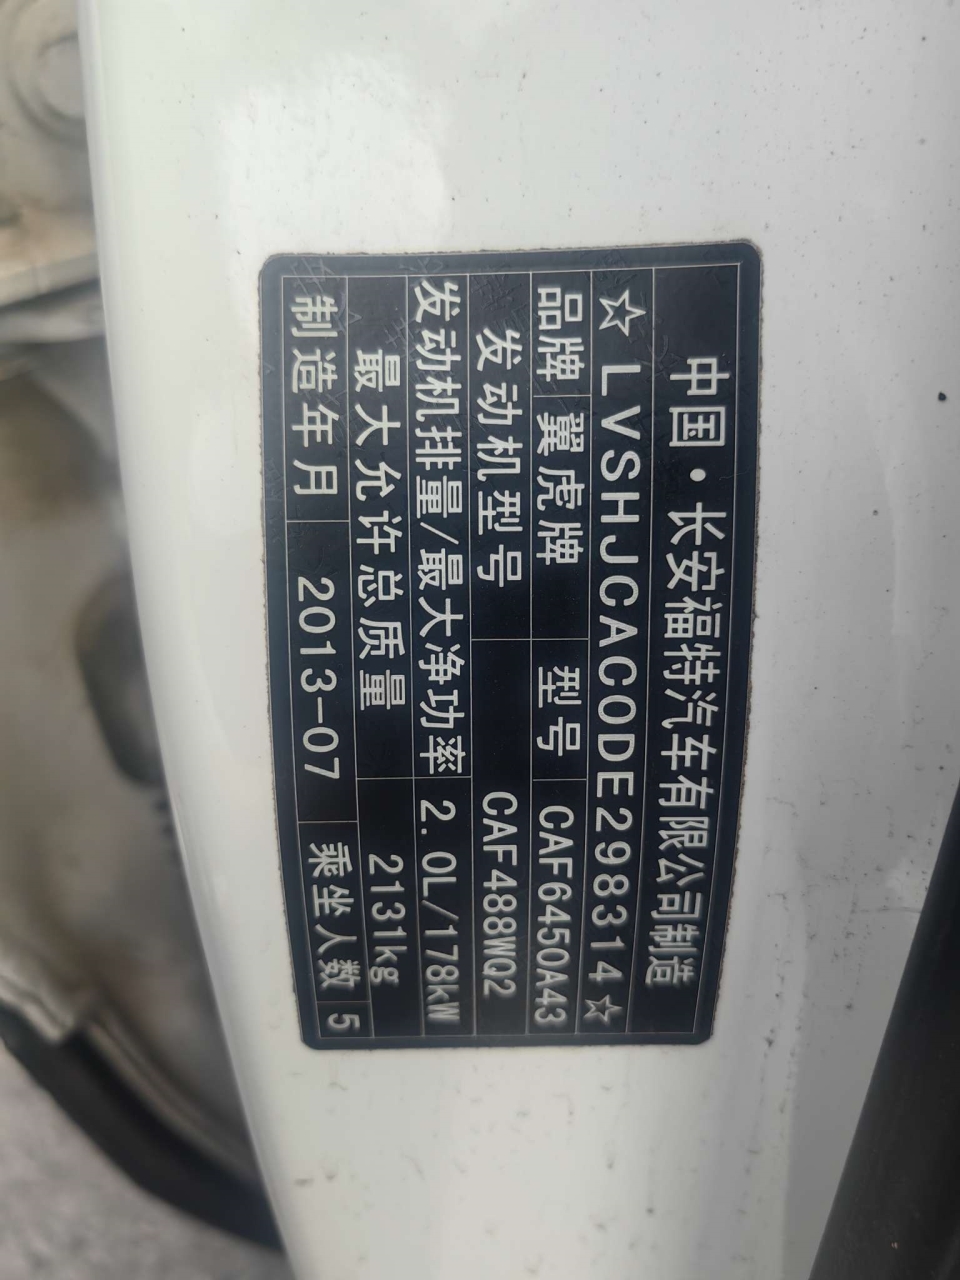 中国·长安福特汽车有限公司制造
☆LVSHJCAC0DE298314☆
品牌 翼虎牌 型号 CAF6450A43
发动机型号 CAF488WQ2
发动机排量/最大净功率 2.0L/178kW
最大允许总质量 2131kg
制造年月 2013-07 乘坐人数 5